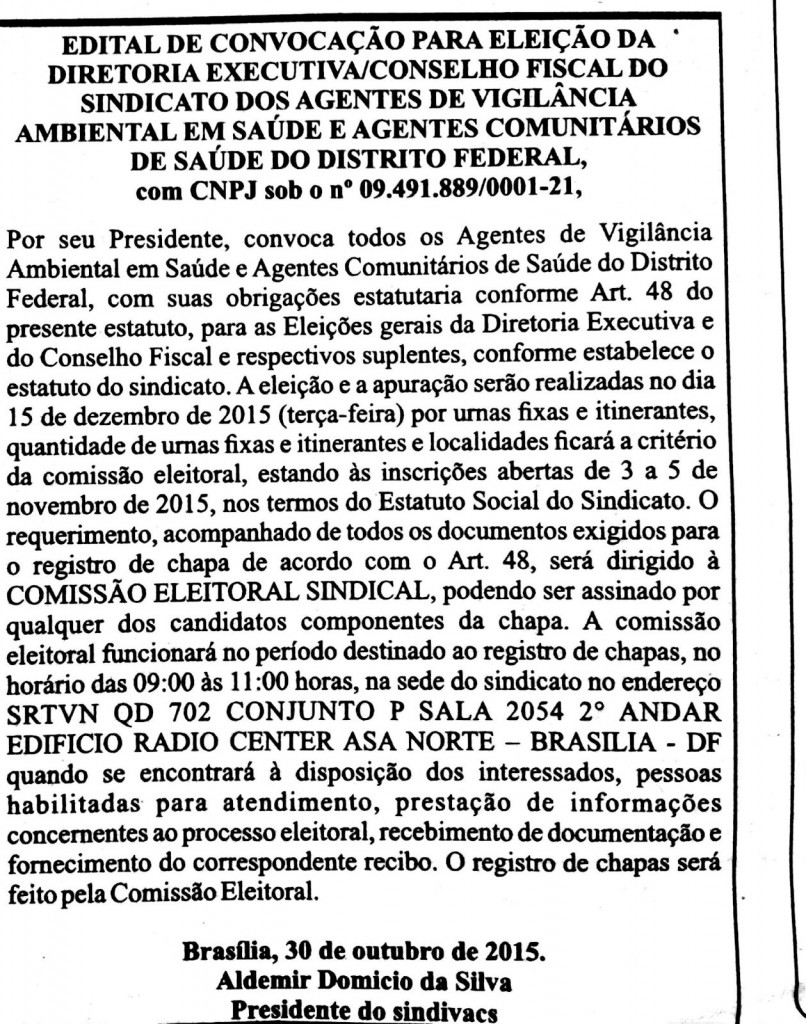 EDITAL DE CONVOCAÇÃO PARA ELEIÇÃO DA
DIRETORIA EXECUTIVA/CONSELHO FISCAL DO
SINDICATO DOS AGENTES DE VIGILÂNCIA
AMBIENTAL EM SAÚDE E AGENTES COMUNITÁRIOS
DE SAÚDE DO DISTRITO FEDERAL,
com CNPJ sob o nº 09.491.889/0001-21,
Por seu Presidente, convoca todos os Agentes de Vigilância
Ambiental em Saúde e Agentes Comunitários de Saúde do Distrito
Federal, com suas obrigações estatutaria conforme Art. 48 do
presente estatuto, para as Eleições gerais da Diretoria Executiva e
do Conselho Fiscal e respectivos suplentes, conforme estabelece o
estatuto do sindicato. A eleição e a apuração serão realizadas no dia
15 de dezembro de 2015 (terça-feira) por urnas fixas e itinerantes,
quantidade de urnas fixas e itinerantes e localidades ficará a critério
da comissão eleitoral, estando às inscrições abertas de 3 a 5 de
novembro de 2015, nos termos do Estatuto Social do Sindicato. O
requerimento, acompanhado de todos os documentos exigidos para
o registro de chapa de acordo com o Art. 48, será dirigido à
COMISSÃO ELEITORAL SINDICAL, podendo ser assinado por
qualquer dos candidatos componentes da chapa. A comissão
eleitoral funcionará no período destinado ao registro de chapas, no
horário das 09:00 às 11:00 horas, na sede do sindicato no endereço
SRTVN QD 702 CONJUNTO P SALA 2054 2° ANDAR
EDIFICIO RADIO CENTER ASA NORTE – BRASILIA - DF
quando se encontrará à disposição dos interessados, pessoas
habilitadas para atendimento, prestação de informações
concernentes ao processo eleitoral, recebimento de documentação e
fornecimento do correspondente recibo. O registro de chapas será
feito pela Comissão Eleitoral.
Brasília, 30 de outubro de 2015.
Aldemir Domicio da Silva
Presidente do sindivacs